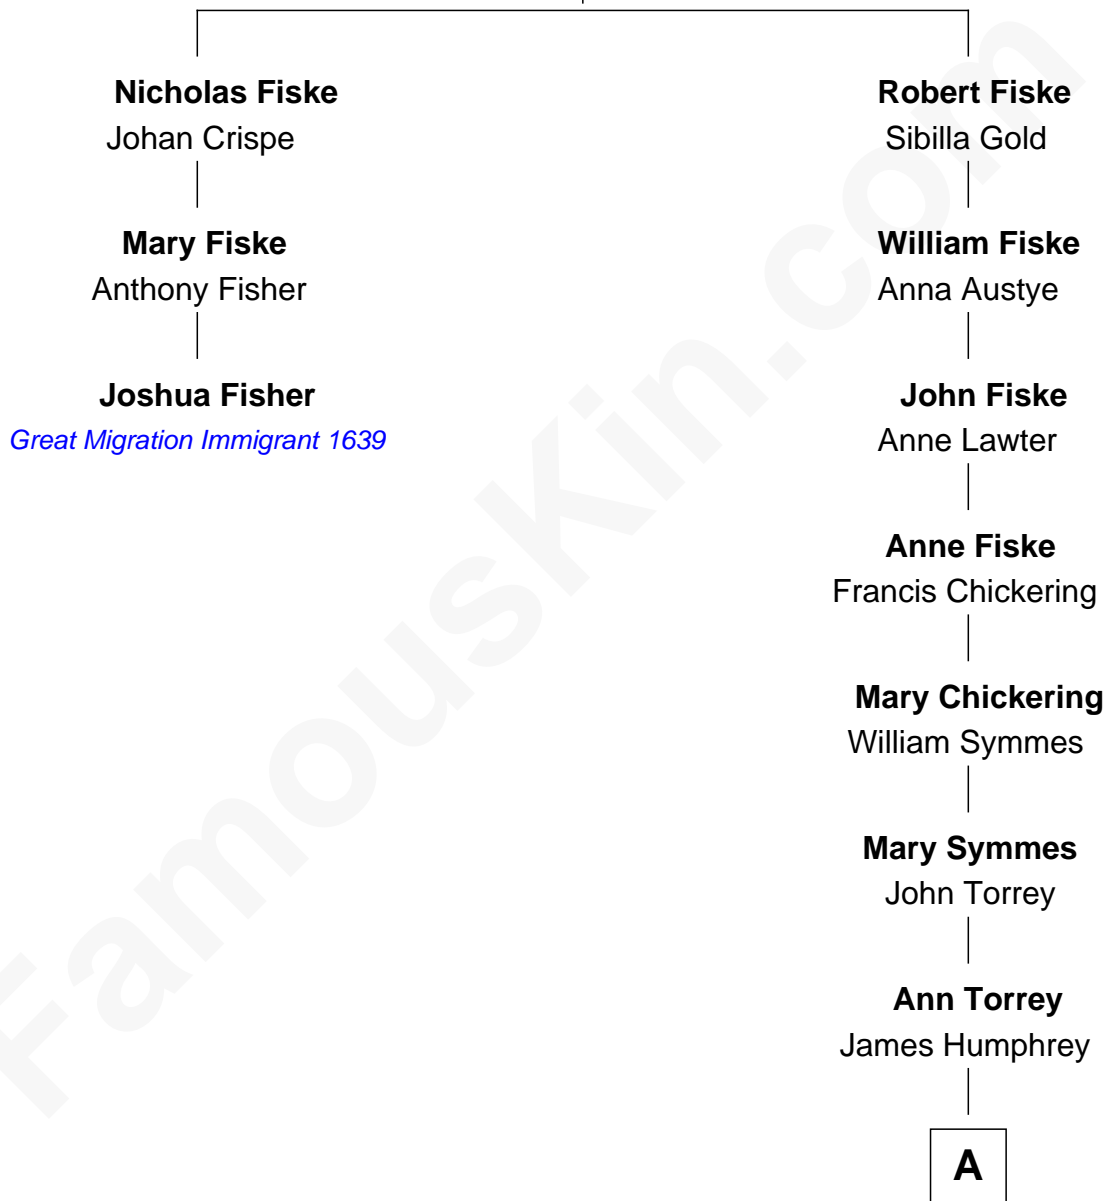 Nicholas Fiske
Johan Crispe
Mary Fiske
Anthony Fisher
Joshua Fisher
Great Migration Immigrant 1639
Robert Fiske
Sibilla Gold
William Fiske
Anna Austye
John Fiske
Anne Lawter
Anne Fiske
Francis Chickering
Mary Chickering
William Symmes
Mary Symmes
John Torrey
Ann Torrey
James Humphrey
A
FamousKin.com